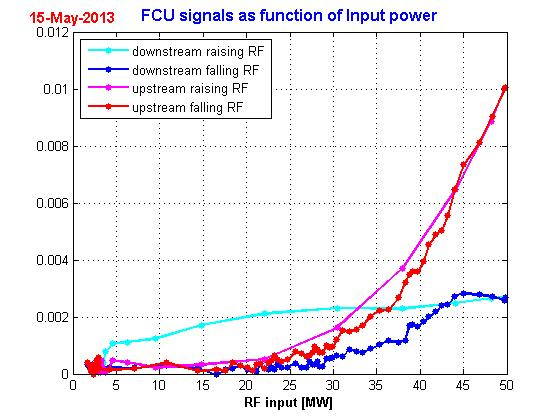 15-May-2013 FCU signals as function of Input power
0.012
0.01
0.008
0.006
0.004
0.002
0
downstream raising RF
downstream falling RF
upstream raising RF
upstream falling RF
0 5 10 15 20 25 30 35 40 45 50
RF input [MW]